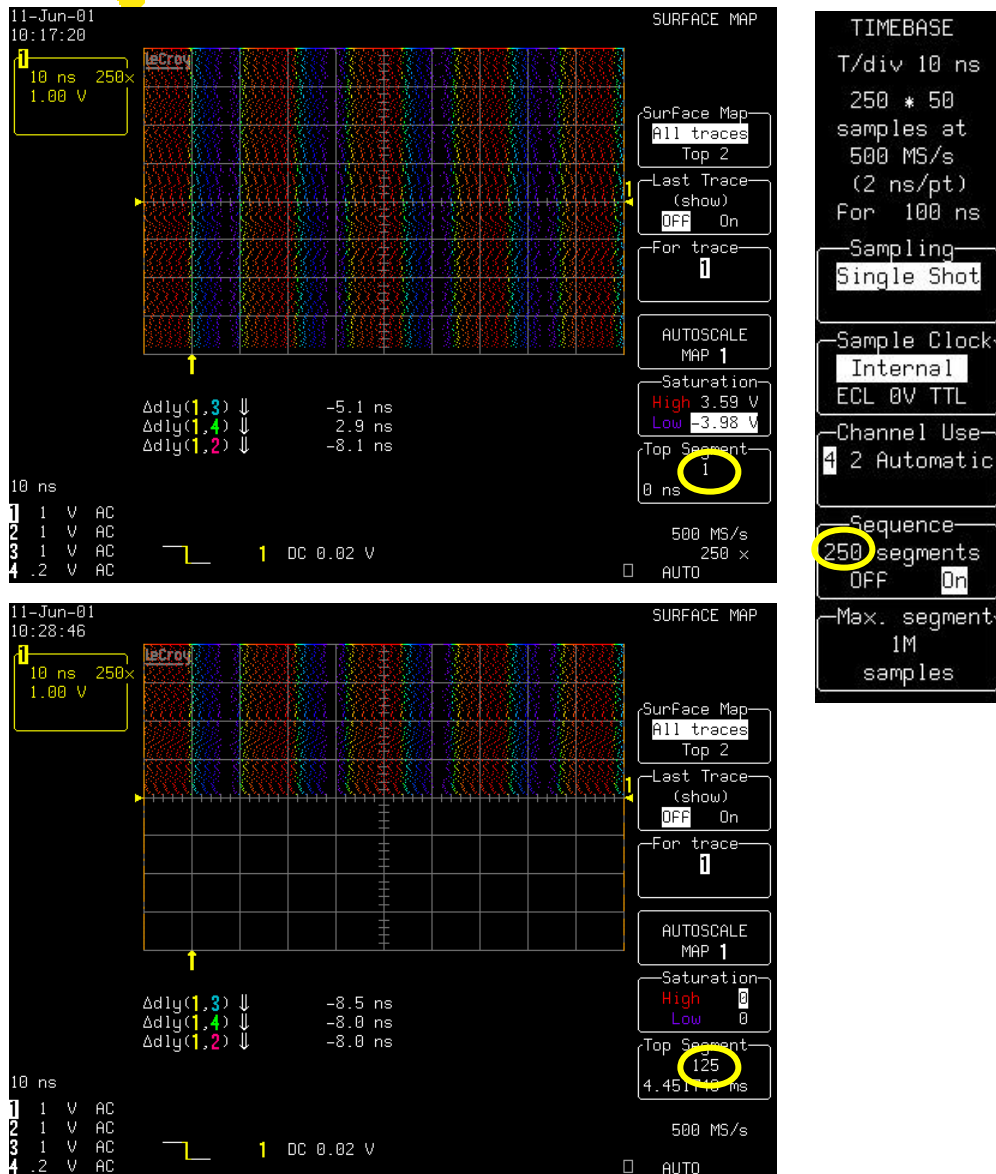 11-Jun-01
10:17:20
SURFACE MAP
1
10 ns 250×
1.00 V
LeCroy
Surface Map
All traces
Top 2
Last Trace
(show)
OFF On
For trace
1
1
AUTOSCALE
MAP 1
Saturation
High 3.59 V
Low -3.98 V
Top Segment
1
0 ns
Δdly(1,3) ⇓ -5.1 ns
Δdly(1,4) ⇓ 2.9 ns
Δdly(1,2) ⇓ -8.1 ns
10 ns
1 1 V AC
2 1 V AC
3 1 V AC
4 .2 V AC
1 DC 0.02 V
500 MS/s
250 ×
AUTO
TIMEBASE
T/div 10 ns
250 * 50
samples at
500 MS/s
(2 ns/pt)
For 100 ns
Sampling
Single Shot
Sample Clock
Internal
ECL 0V TTL
Channel Use
4 2 Automatic
Sequence
250 segments
OFF On
Max. segment
1M
samples
11-Jun-01
10:28:46
SURFACE MAP
1
10 ns 250×
1.00 V
LeCroy
Surface Map
All traces
Top 2
Last Trace
(show)
OFF On
For trace
1
1
AUTOSCALE
MAP 1
Saturation
High 0
Low 0
Top Segment
125
ms
Δdly(1,3) ⇓ -8.5 ns
Δdly(1,4) ⇓ -8.0 ns
Δdly(1,2) ⇓ -8.0 ns
10 ns
1 1 V AC
2 1 V AC
3 1 V AC
4 .2 V AC
1 DC 0.02 V
500 MS/s
AUTO